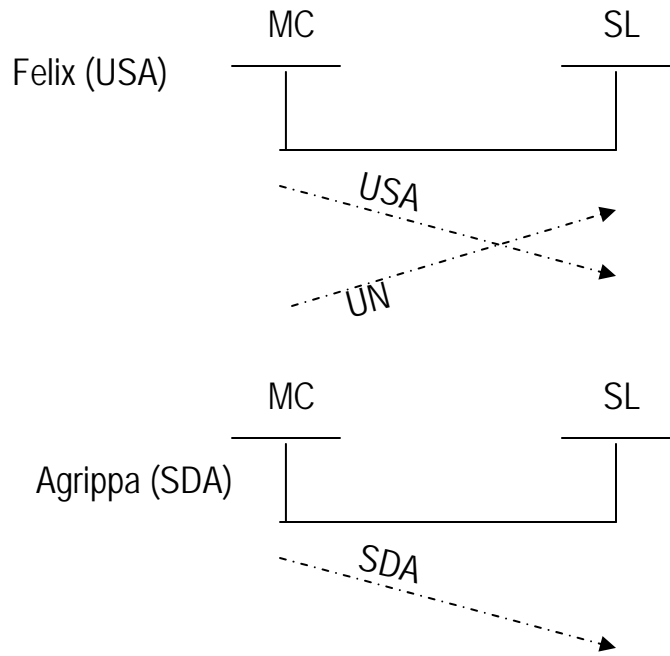 MC SL
Felix (USA)
USA
UN
MC SL
Agrippa (SDA)
SDA